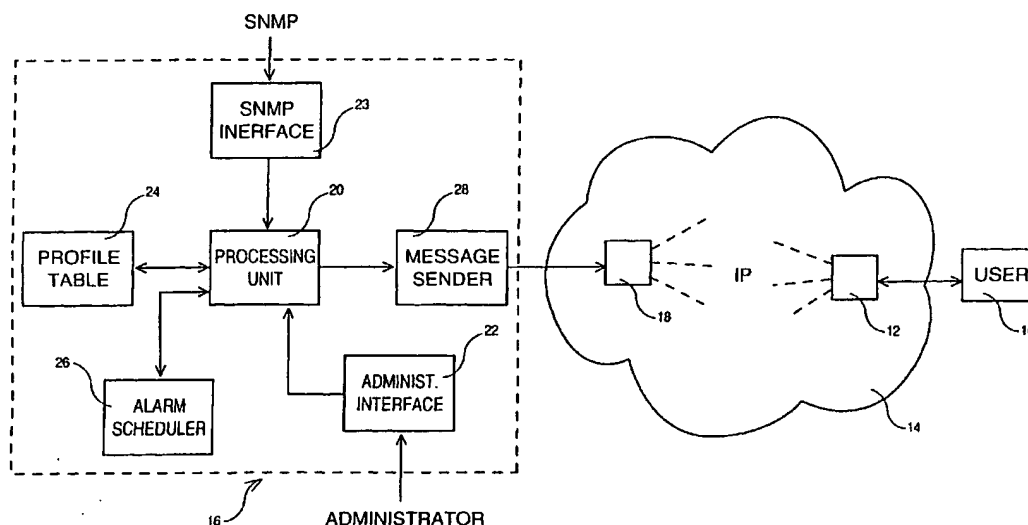 SNMP
SNMP
INERFACE
23
24
20
28
PROFILE
TABLE
PROCESSING
UNIT
MESSAGE
SENDER
18
IP
12
USER
22
26
ALARM
SCHEDULER
ADMINIST.
INTERFACE
14
16
ADMINISTRATOR